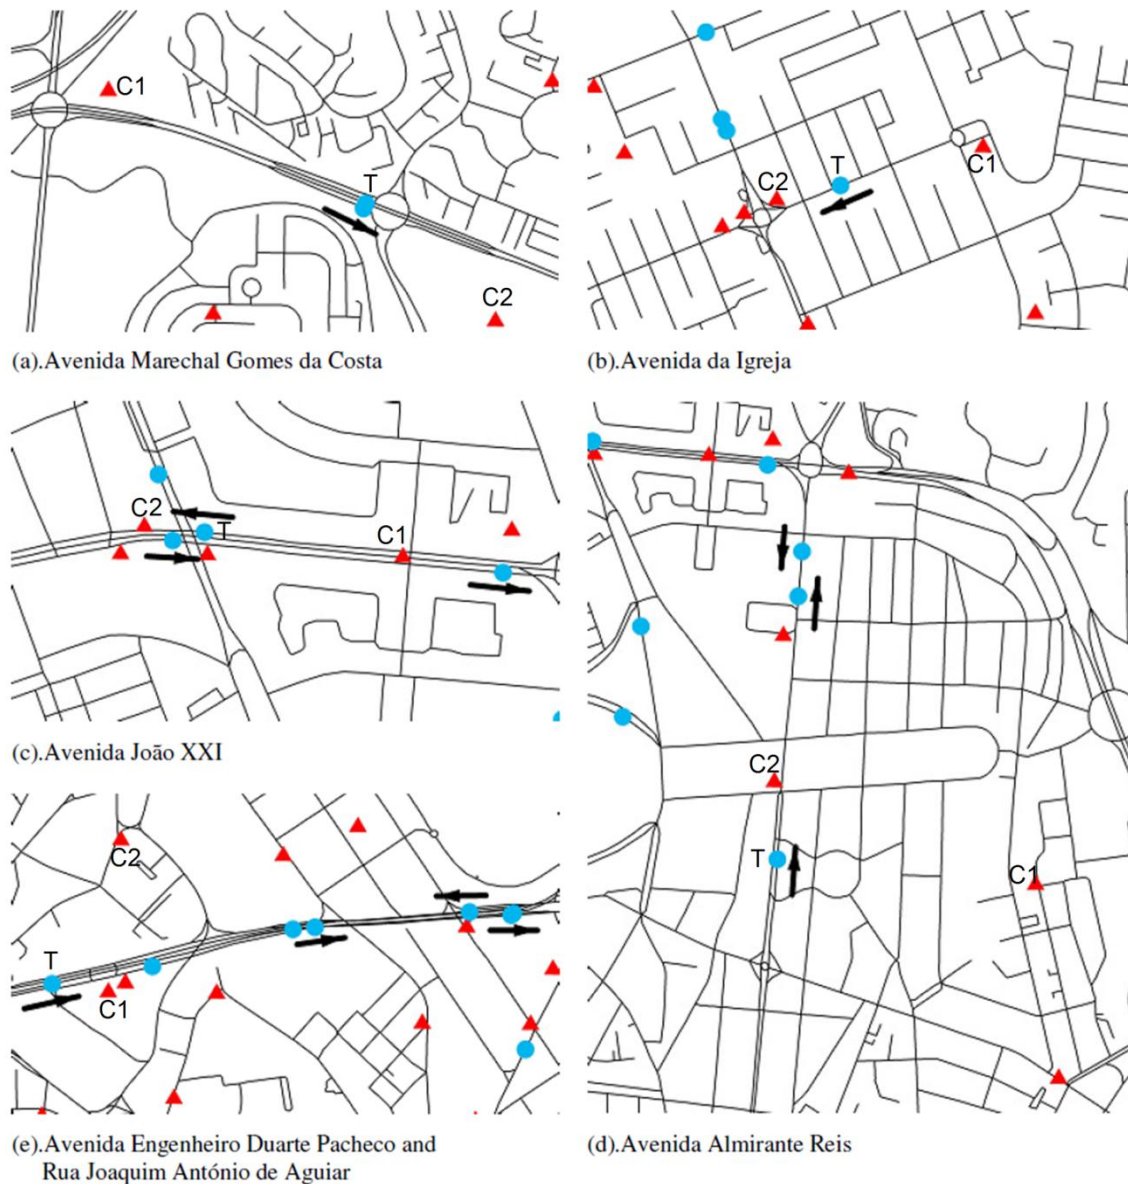 C1
T
C2
(a).Avenida Marechal Gomes da Costa
T
C1
C2
(b).Avenida da Igreja
C2
T
C1
(c).Avenida João XXI
C2
T
C1
(e).Avenida Engenheiro Duarte Pacheco and
Rua Joaquim António de Aguiar
C2
T
C1
(d).Avenida Almirante Reis